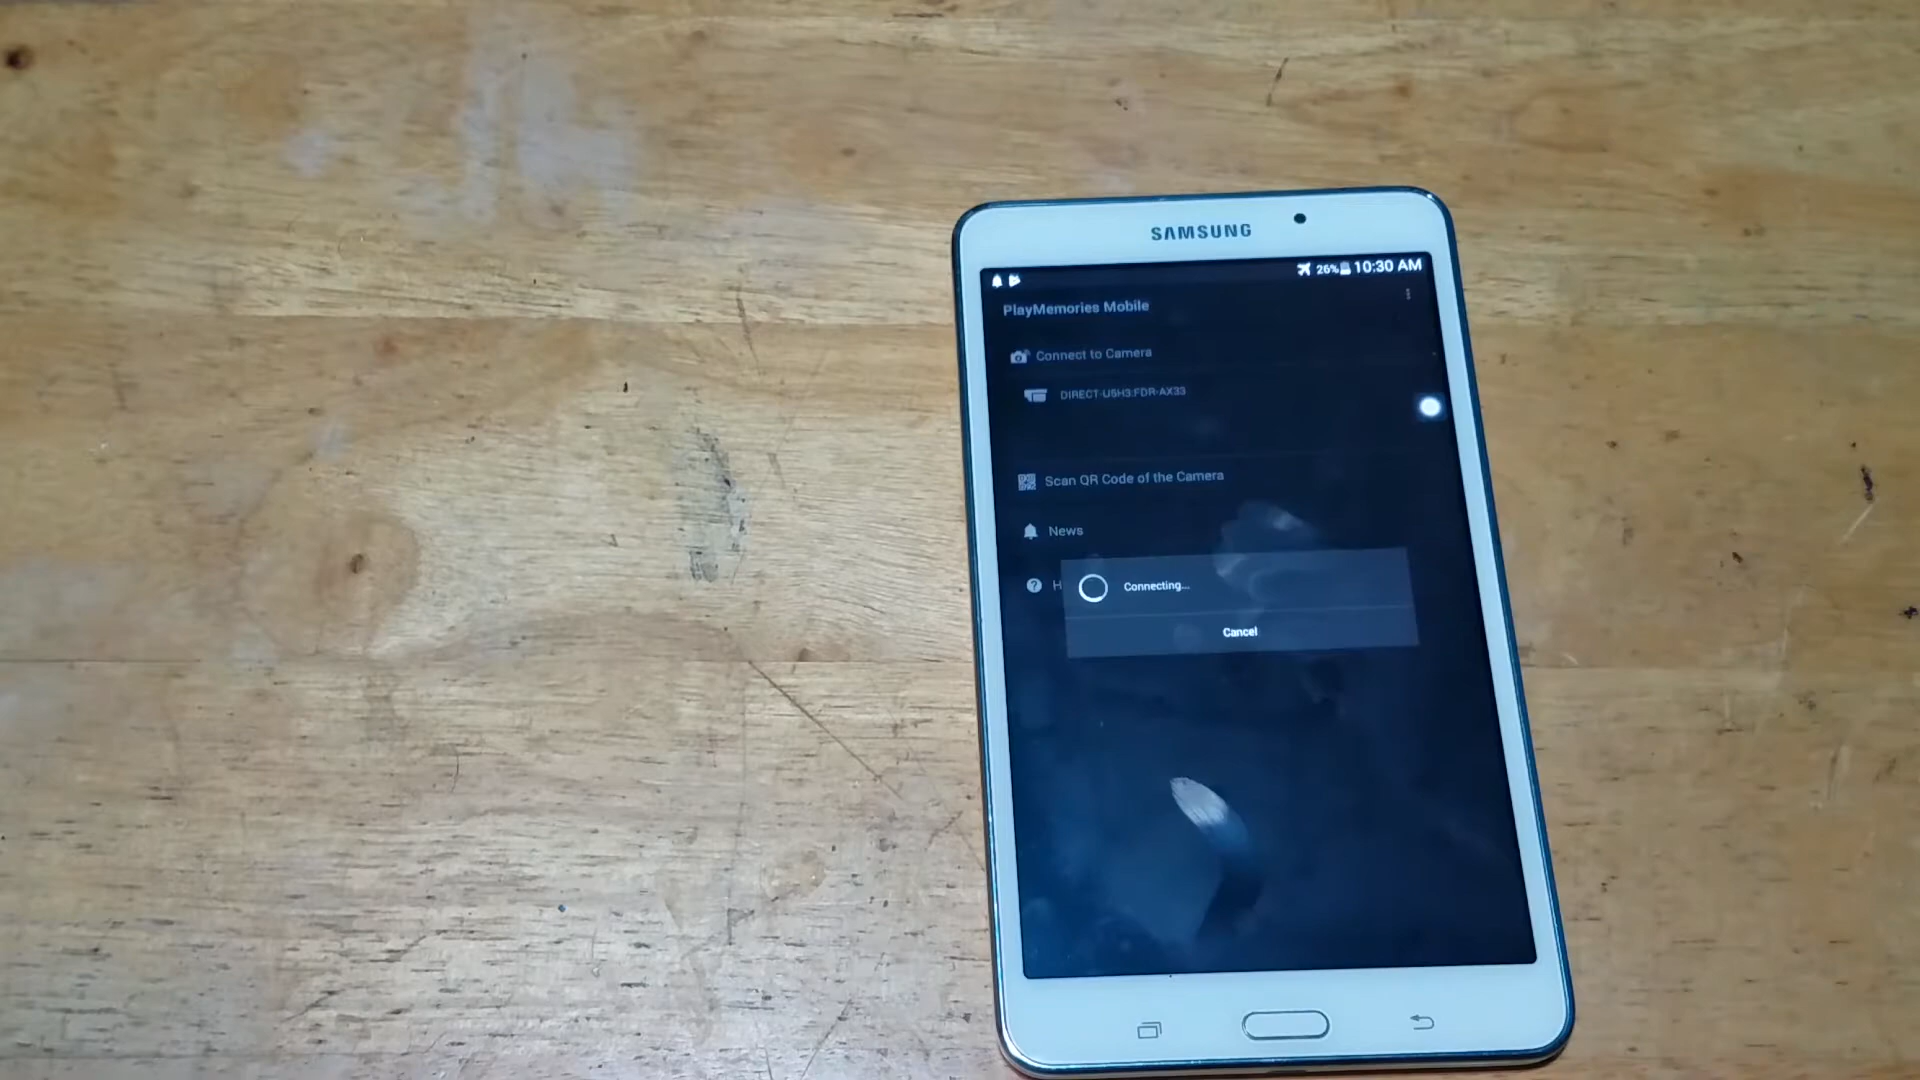 SAMSUNG
26% 10:30 AM
PlayMemories Mobile
Connect to Camera
DIRECT-U5H3:FDR-AX33
Scan QR Code of the Camera
News
H
Connecting...
Cancel